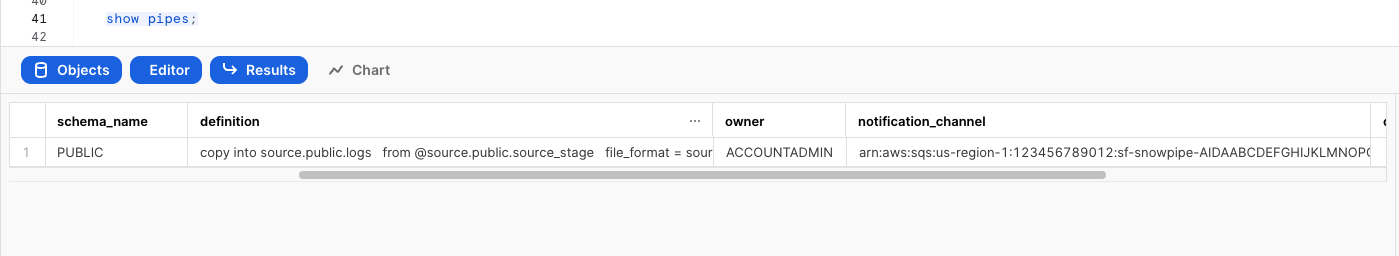 40
41 show pipes;
42
Objects Editor Results Chart
schema_name definition ... owner notification_channel
1 PUBLIC copy into source.public.logs from @source.public.source_stage file_format = sour ACCOUNTADMIN arn:aws:sqs:us-region-1:123456789012:sf-snowpipe-AIDAABCDEFGHIJKLMNOPQ